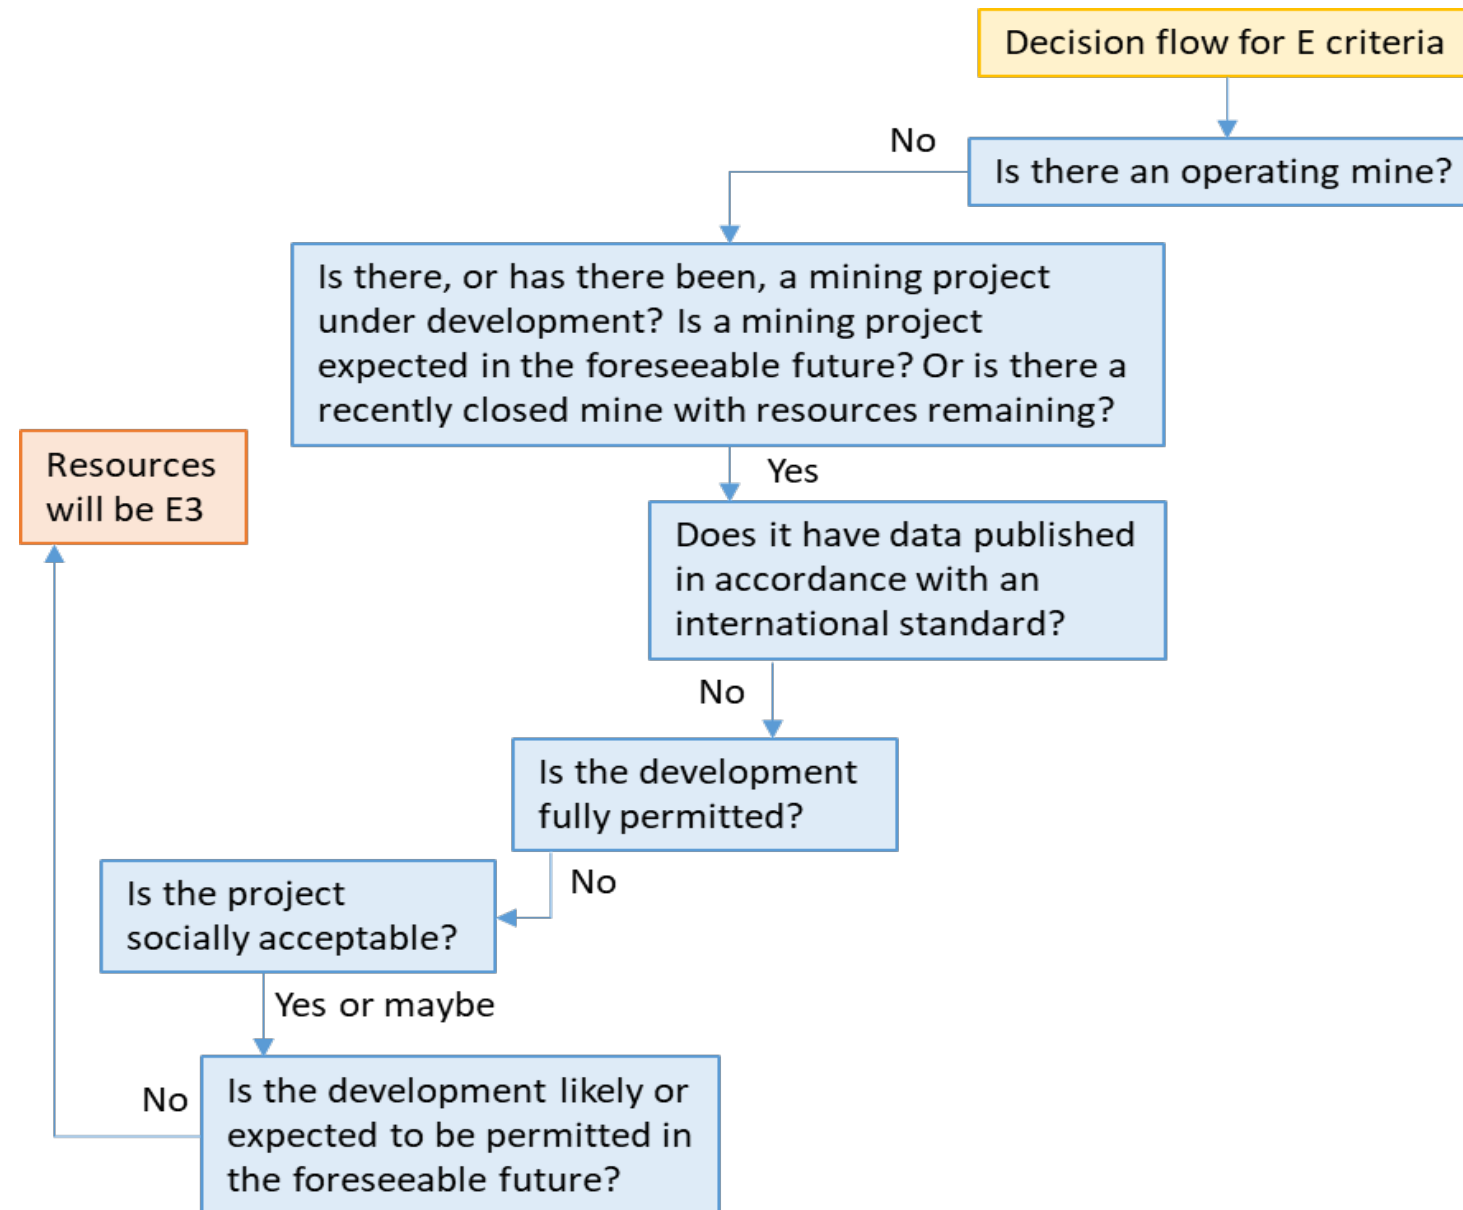 Decision flow for E criteria
No
Is there an operating mine?
Is there, or has there been, a mining project
under development? Is a mining project
expected in the foreseeable future? Or is there a
recently closed mine with resources remaining?
Resources
will be E3
Yes
Does it have data published
in accordance with an
international standard?
No
Is the development
fully permitted?
No
Is the project
socially acceptable?
Yes or maybe
No
Is the development likely or
expected to be permitted in
the foreseeable future?